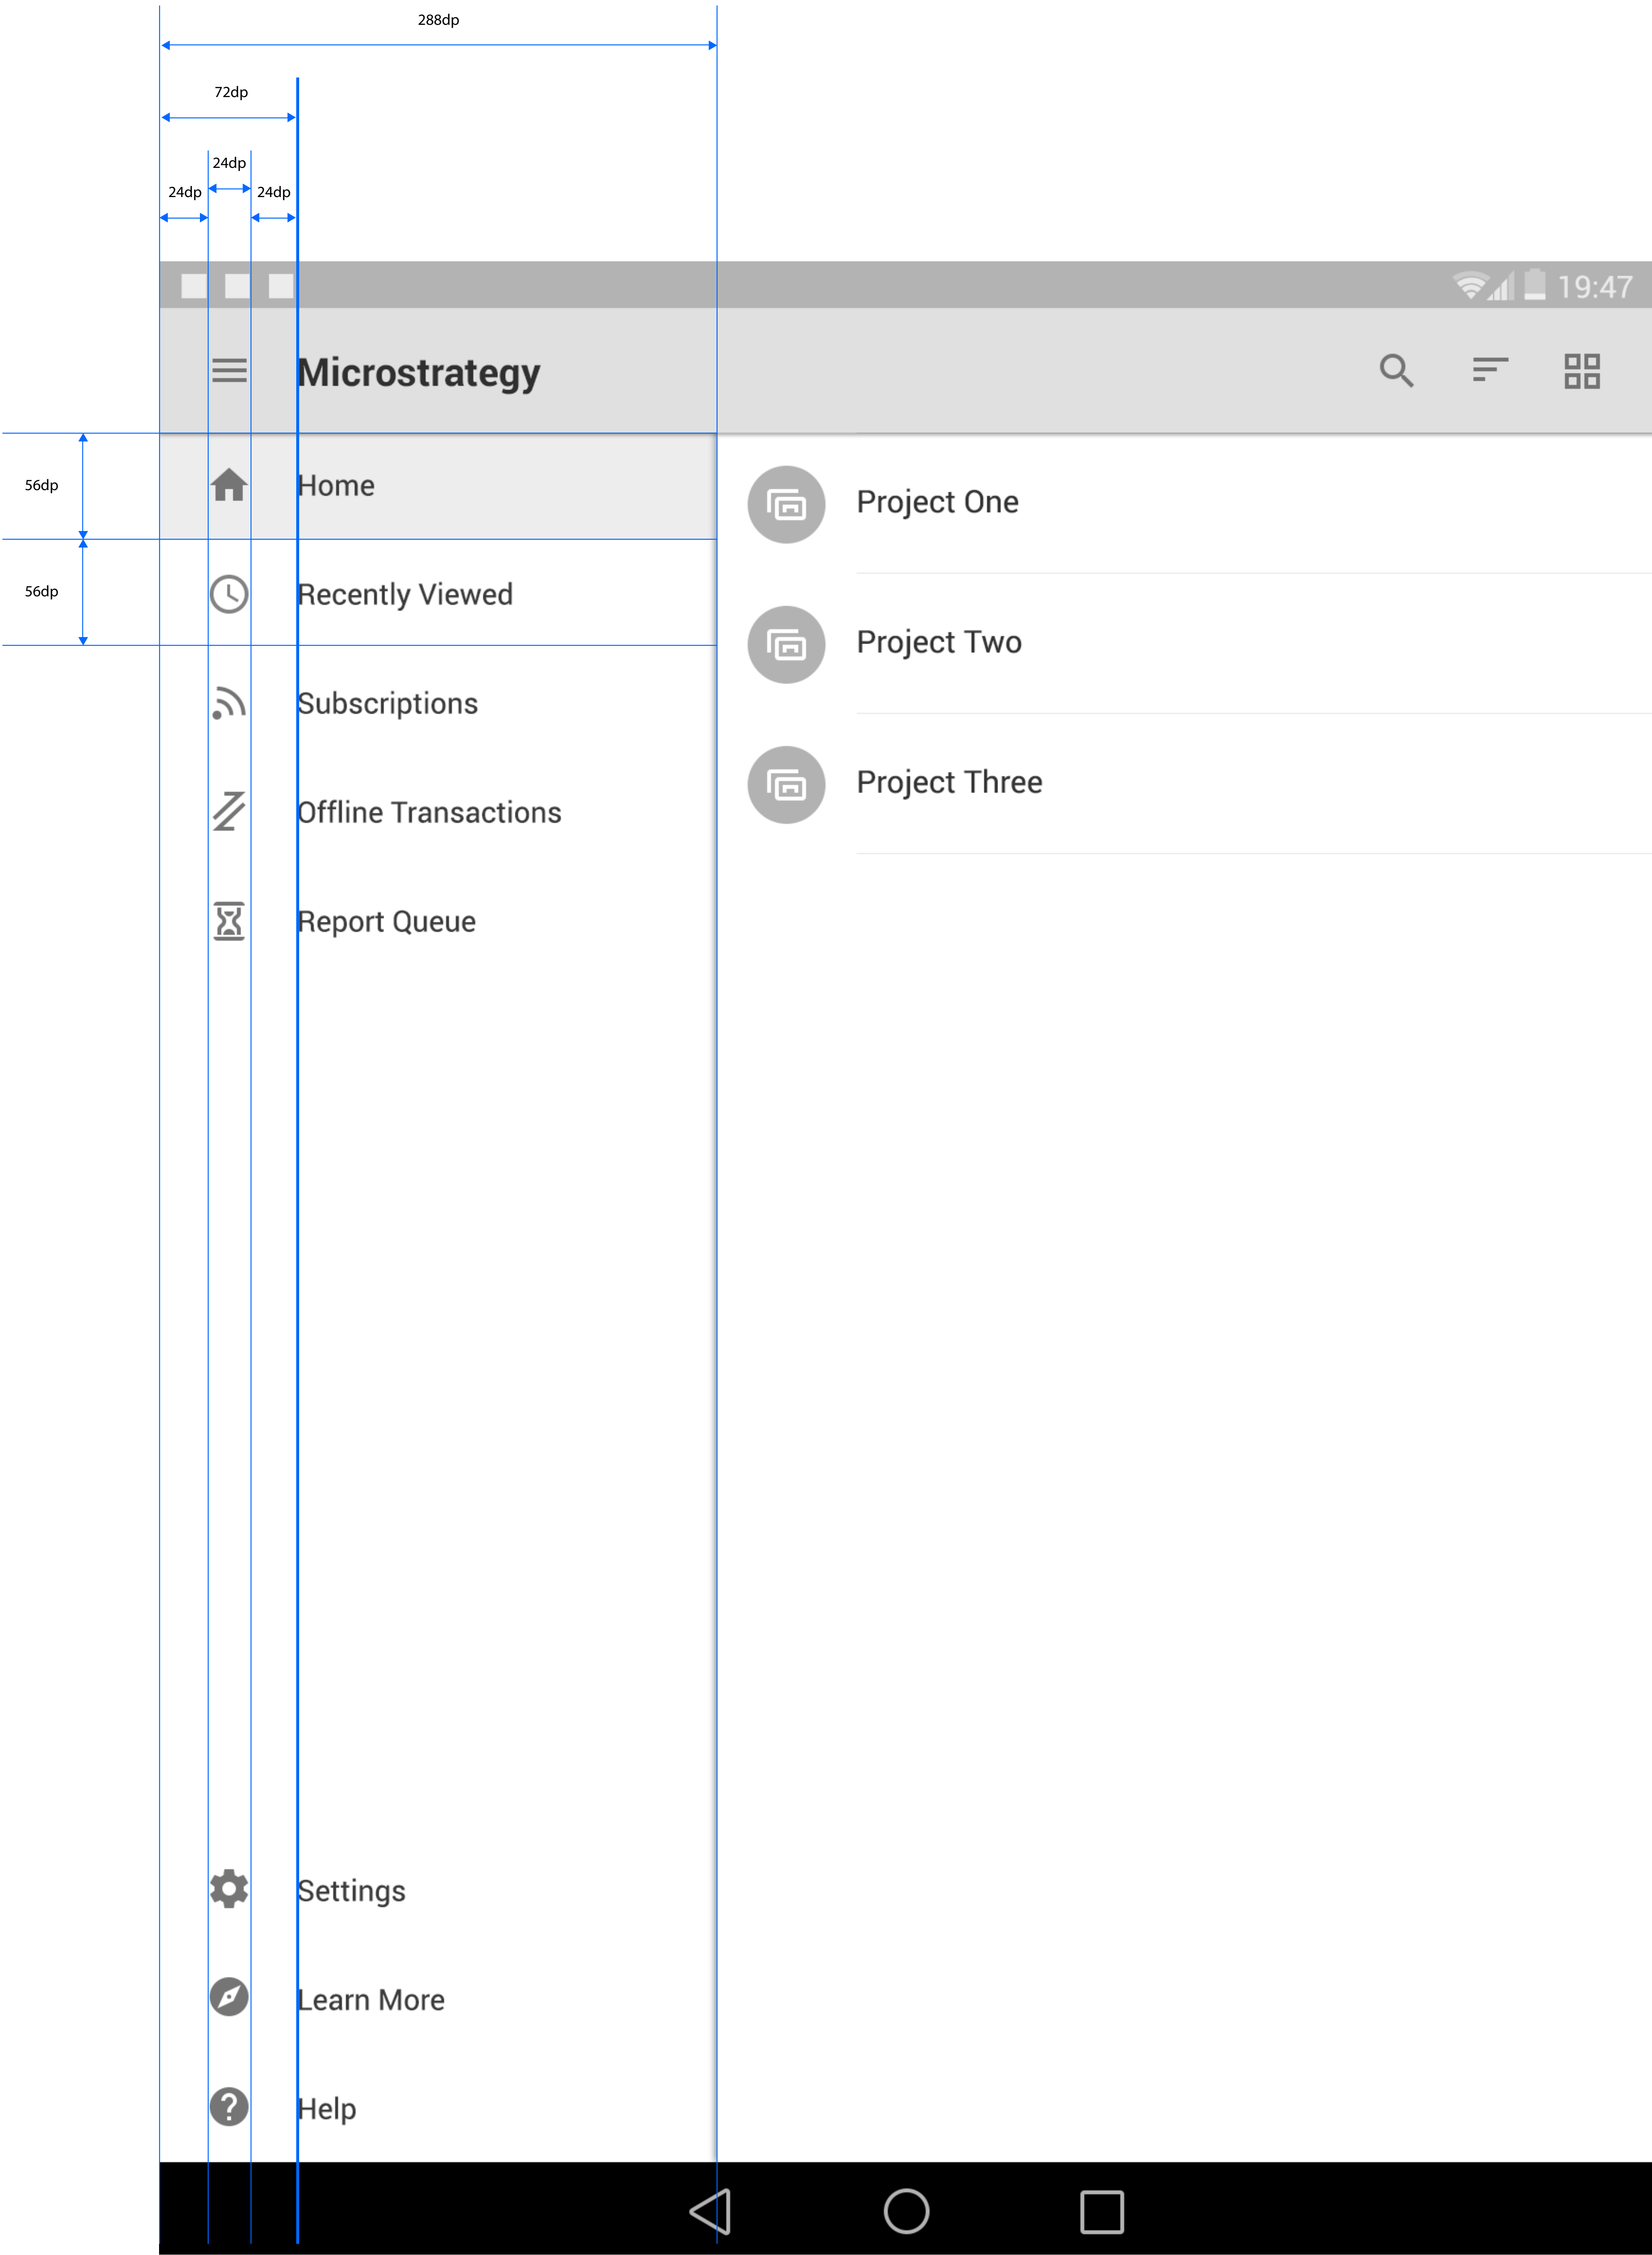 288dp
72dp
24dp
24dp
24dp
19:47
Microstrategy
56dp
Home
Project One
56dp
Recently Viewed
Project Two
Subscriptions
Project Three
Offline Transactions
Report Queue
Settings
Learn More
Help